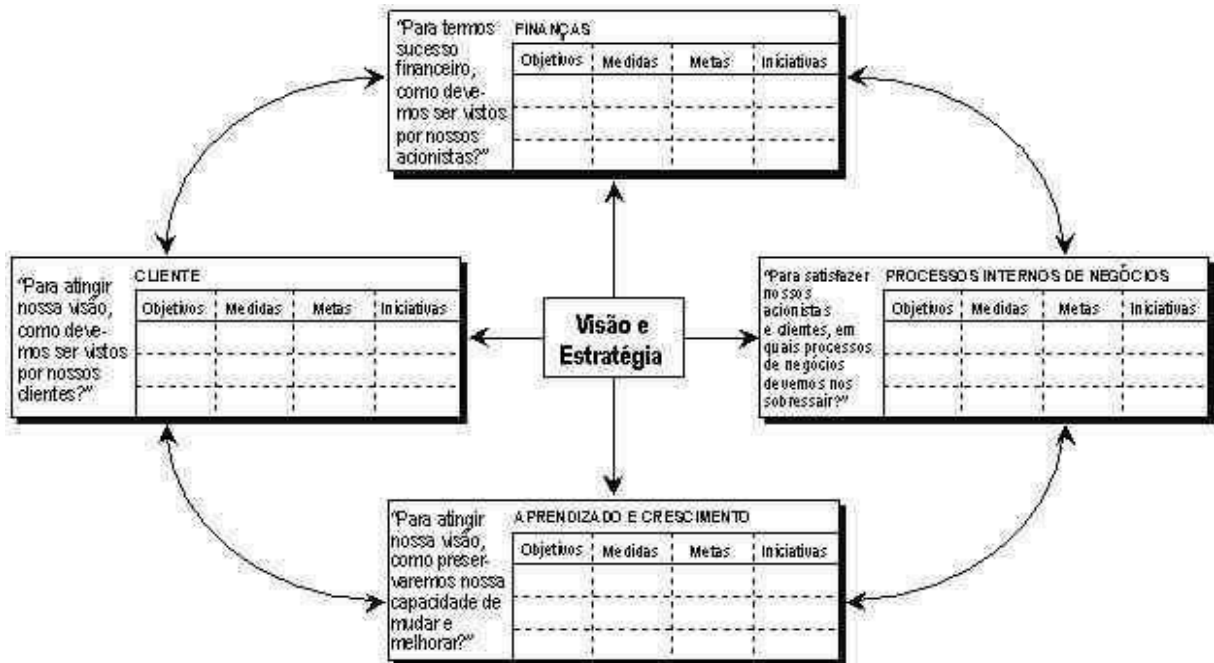 "Para termos
sucesso
financeiro,
como deve-
mos ser vistos
por nossos
acionistas?"
FINANÇAS
Objetivos Medidas Metas Iniciativas
"Para atingir
nossa visão,
como deve-
mos ser vistos
por nossos
clientes?"
CLIENTE
Objetivos Medidas Metas Iniciativas
Visão e
Estratégia
"Para satisfazer
nossos
acionistas
e clientes, em
quais processos
de negócios
devemos nos
sobressair?"
PROCESSOS INTERNOS DE NEGÓCIOS
Objetivos Medidas Metas Iniciativas
"Para atingir
nossa visão,
como preser-
varemos nossa
capacidade de
mudar e
melhorar?"
APRENDIZADO E CRESCIMENTO
Objetivos Medidas Metas Iniciativas